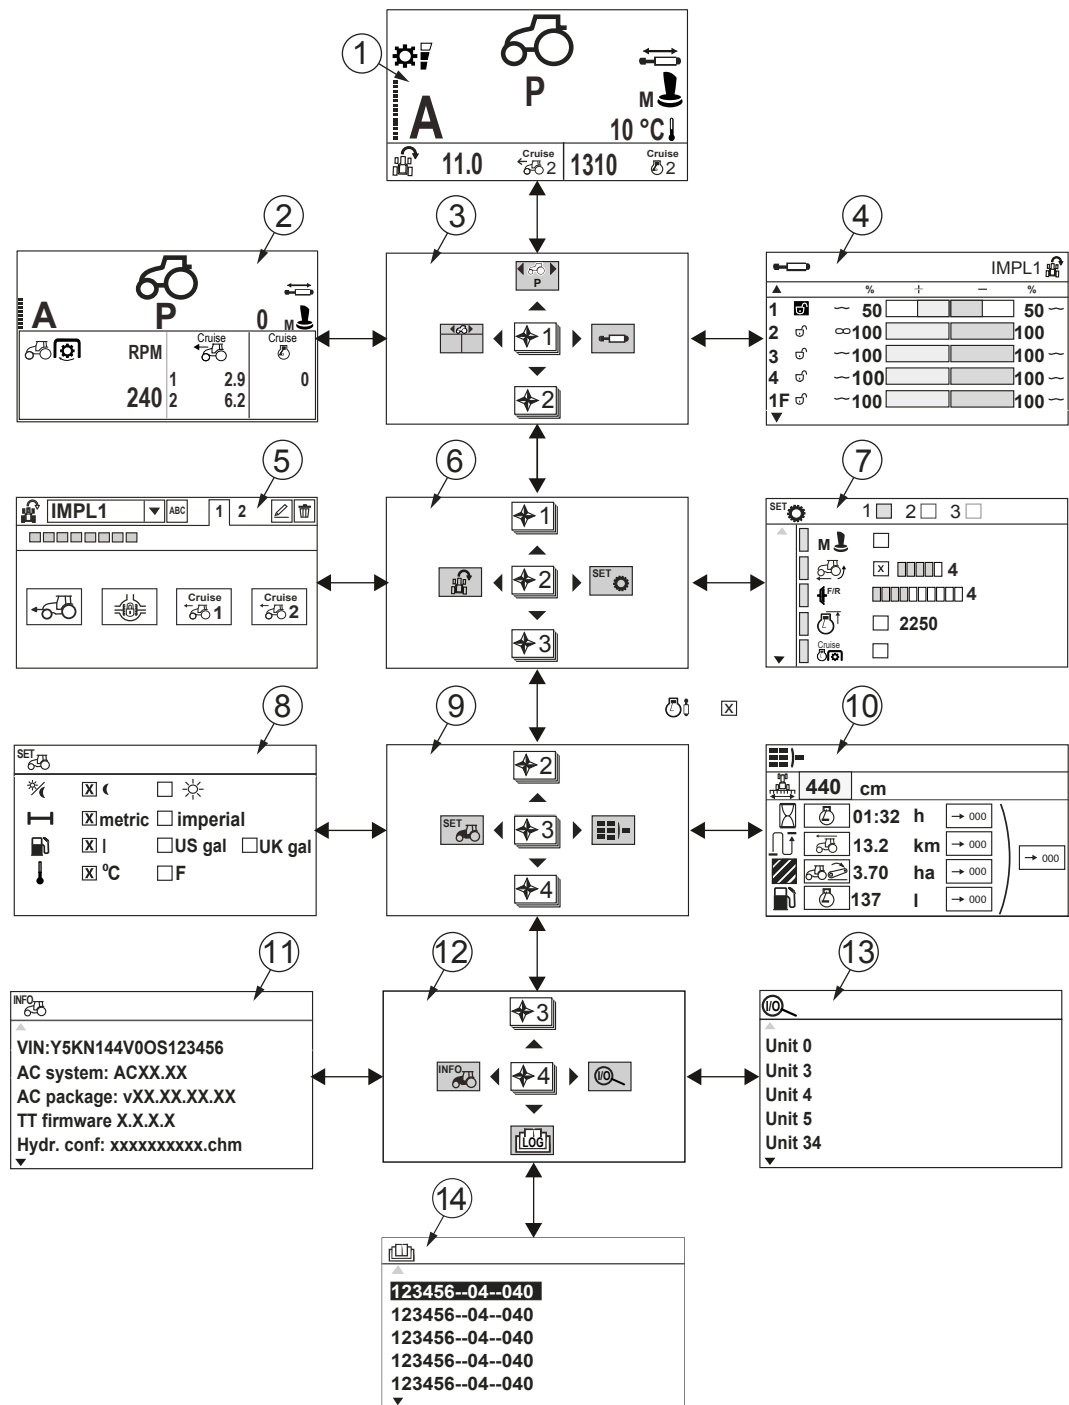 1
P
M
A
10 °C
11.0 Cruise 2 1310 Cruise 2
2 3 4
A P 0 M
RPM Cruise Cruise
1 2.9 0
240 2 6.2
P
1
2
IMPL1
% + − %
1 50 50
2 100 100
3 100 100
4 100 100
1F 100 100
5 6 7
IMPL1 ABC 1 2
Cruise 1 Cruise 2
1
2 SET
3
SET 1 2 3
M
X 4
F/R 4
2250
Cruise
X
8 9 10
SET
X
X metric imperial
X l US gal UK gal
X °C F
2
SET 3
4
440 cm
01:32 h → 000
13.2 km → 000
→ 000
3.70 ha → 000
137 l → 000
11 12 13
INFO
VIN:Y5KN144V0OS123456
AC system: ACXX.XX
AC package: vXX.XX.XX.XX
TT firmware X.X.X.X
Hydr. conf: xxxxxxxxxx.chm
3
INFO 4 I/O
LOG
I/O
Unit 0
Unit 3
Unit 4
Unit 5
Unit 34
14
123456--04--040
123456--04--040
123456--04--040
123456--04--040
123456--04--040